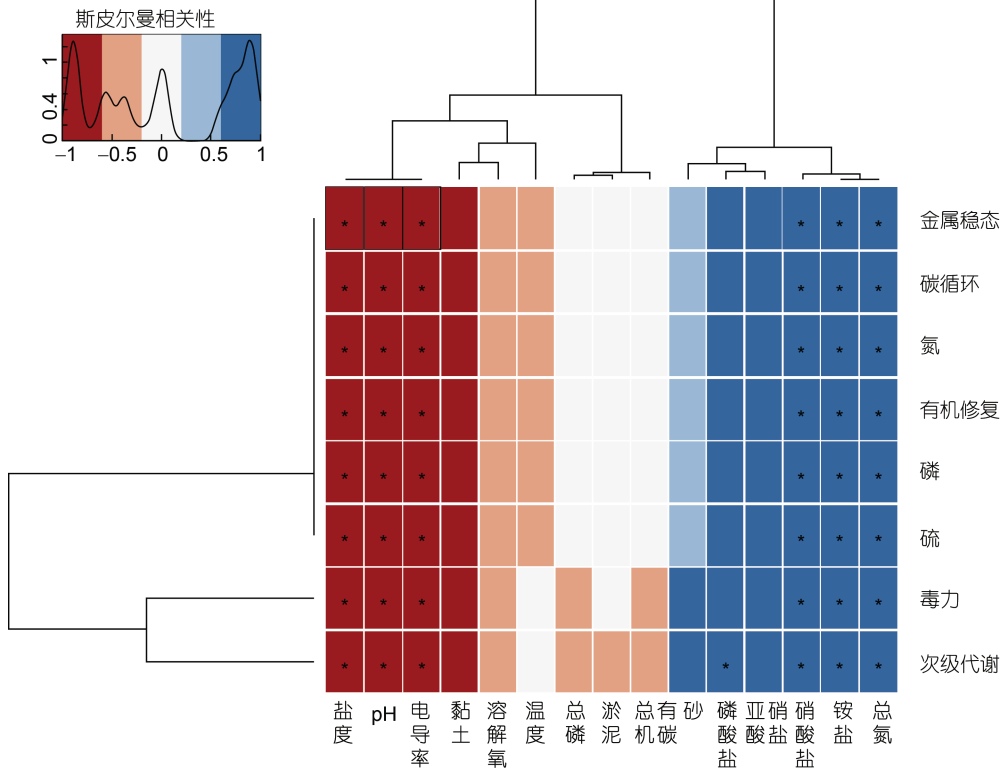 斯皮尔曼相关性
0 0.4 1
−1 −0.5 0 0.5 1
* * * * * * 金属稳态
* * * * * * 碳循环
* * * * * * 氮
* * * * * * 有机修复
* * * * * * 磷
* * * * * * 硫
* * * * * * 毒力
* * * * * * * 次级代谢
盐度
pH
电导率
黏土
溶解氧
温度
总磷
淤泥
总有机碳
砂
磷酸盐
亚硝酸盐
硝酸盐
铵盐
总氮